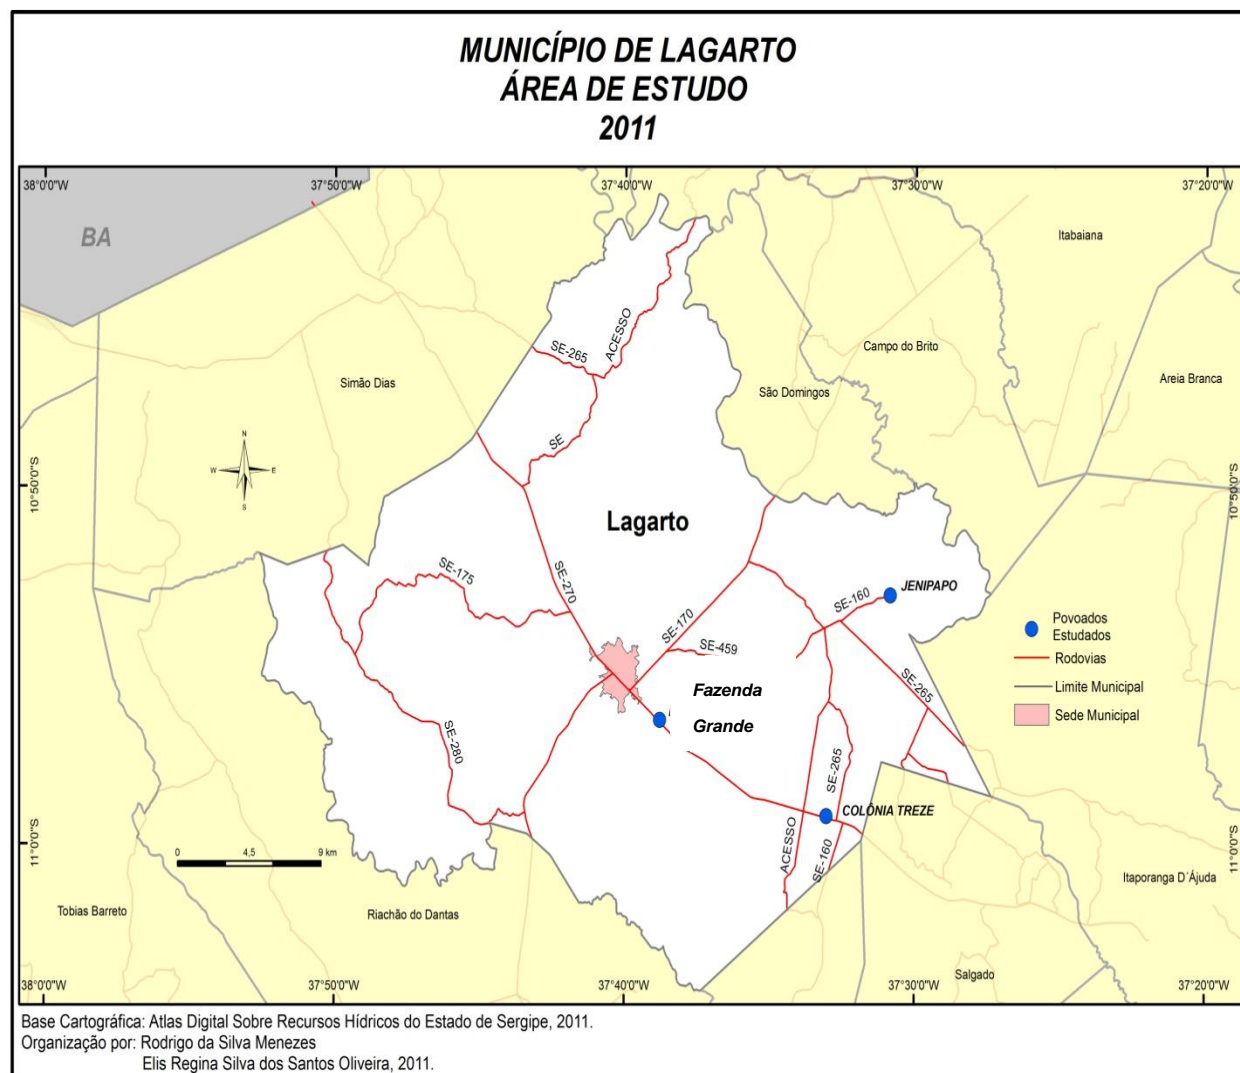 MUNICÍPIO DE LAGARTO
ÁREA DE ESTUDO
2011
38°0'0"W
37°50'0"W
37°40'0"W
37°30'0"W
37°20'0"W
BA
Itabaiana
ACESSO
SE-265
Campo do Brito
Simão Dias
Areia Branca
São Domingos
SE
N
W
E
S
10°50'0"S
10°50'0"S
Lagarto
SE-175
SE-270
JENIPAPO
SE-160
SE-170
SE-459
Povoados
Estudados
Rodovias
Limite Municipal
Sede Municipal
SE-265
Fazenda
Grande
SE-280
SE-265
COLÔNIA TREZE
ACESSO
SE-160
11°0'0"S
11°0'0"S
0
4,5
9 km
Itaporanga D´Ájuda
Tobias Barreto
Riachão do Dantas
Salgado
38°0'0"W
37°50'0"W
37°40'0"W
37°30'0"W
37°20'0"W
Base Cartográfica: Atlas Digital Sobre Recursos Hídricos do Estado de Sergipe, 2011.
Organização por: Rodrigo da Silva Menezes
Elis Regina Silva dos Santos Oliveira, 2011.